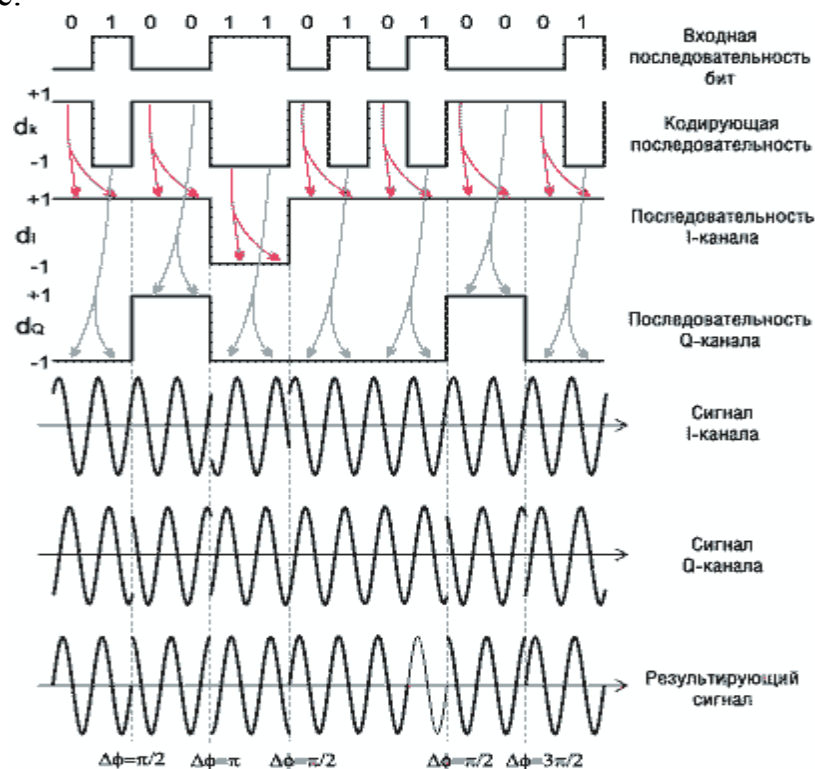 с.
0 1 0 0 1 1 0 1 0 1 0 0 0 1
Входная
последовательность
бит
+1
dk
-1
Кодирующая
последовательность
+1
dI
-1
Последовательность
I-канала
+1
dQ
-1
Последовательность
Q-канала
Сигнал
I-канала
Сигнал
Q-канала
Результирующий
сигнал
Δϕ=π/2 Δϕ=π Δϕ=π/2 Δϕ=π/2 Δϕ=3π/2